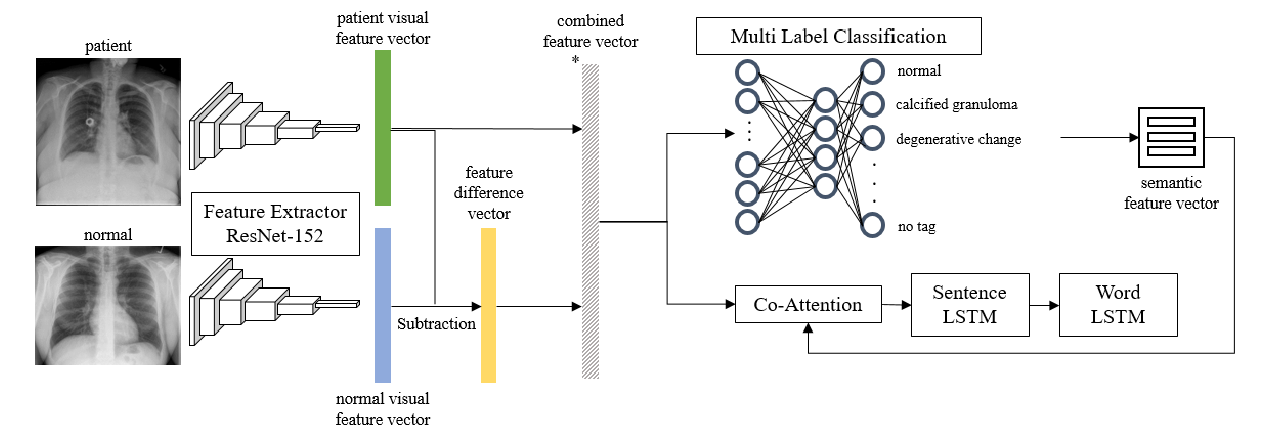 patient
patient visual
feature vector
combined
feature vector
*
Multi Label Classification
normal
calcified granuloma
degenerative change
no tag
semantic
feature vector
Feature Extractor
ResNet-152
feature
difference
vector
normal
Subtraction
normal visual
feature vector
Co-Attention
Sentence
LSTM
Word
LSTM